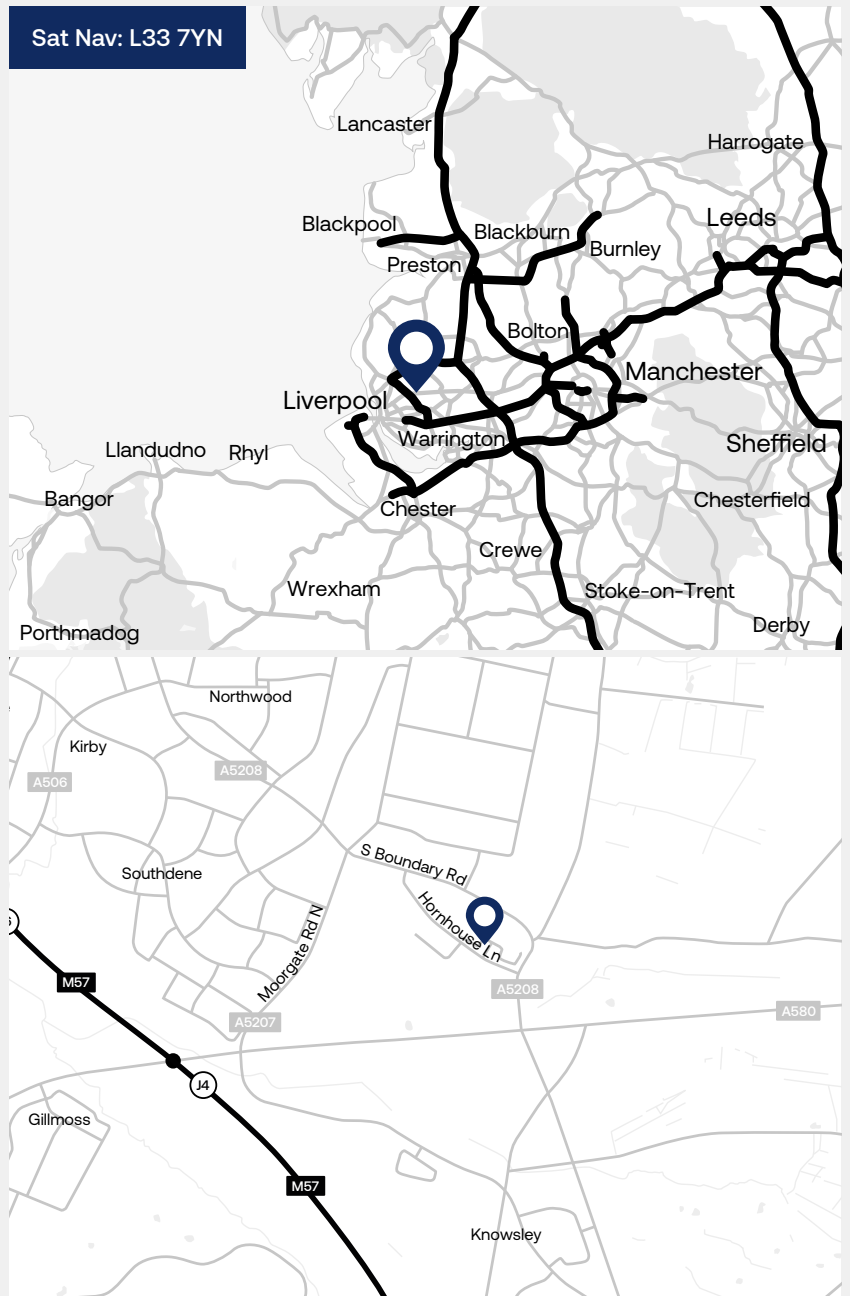 Sat Nav: L33 7YN
Lancaster
Harrogate
Blackpool
Blackburn
Leeds
Burnley
Preston
Bolton
Manchester
Liverpool
Warrington
Sheffield
Llandudno
Rhyl
Bangor
Chester
Chesterfield
Crewe
Wrexham
Stoke-on-Trent
Derby
Porthmadog
Northwood
Kirby
A5208
A506
S Boundary Rd
Southdene
Hornhouse Ln
Moorgate Rd N
M57
A5208
A5207
A580
J4
Gillmoss
M57
Knowsley